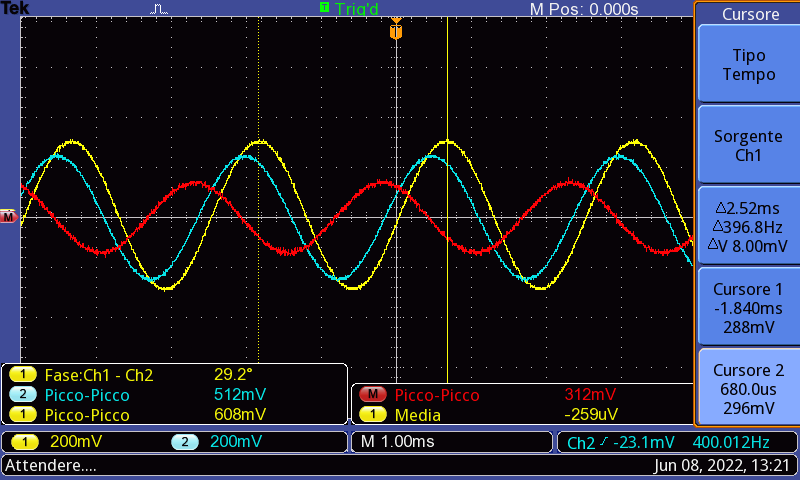 Tek
T Trig'd
M Pos: 0.000s
Cursore
T
Tipo
Tempo
Sorgente
Ch1
M
△2.52ms
△396.8Hz
△V 8.00mV
Cursore 1
-1.840ms
288mV
Cursore 2
680.0us
296mV
1 Fase:Ch1 - Ch2 29.2°
2 Picco-Picco 512mV
1 Picco-Picco 608mV
M Picco-Picco 312mV
1 Media -259uV
1 200mV 2 200mV
M 1.00ms
Ch2 -23.1mV 400.012Hz
Attendere....
Jun 08, 2022, 13:21